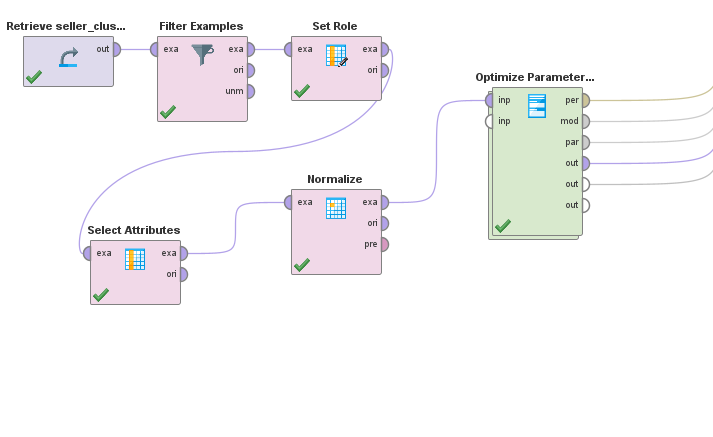 Retrieve seller_clus...
out
Filter Examples
exa exa
ori
unm
Set Role
exa exa
ori
Select Attributes
exa exa
ori
Normalize
exa exa
ori
pre
Optimize Parameter...
inp per
inp mod
par
out
out
out